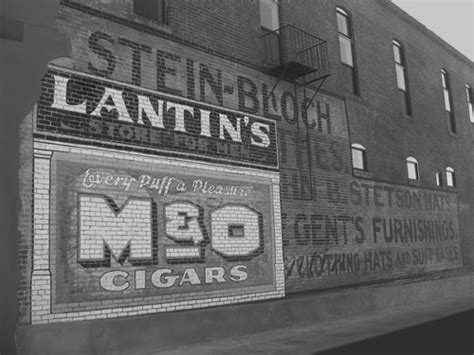 STEIN-BLOCH
LANTIN'S
STORE FOR MEN
Every Puff a Pleasure
M&O
CIGARS
STETSON HATS
GENT'S FURNISHINGS
HATS AND SUIT CASES